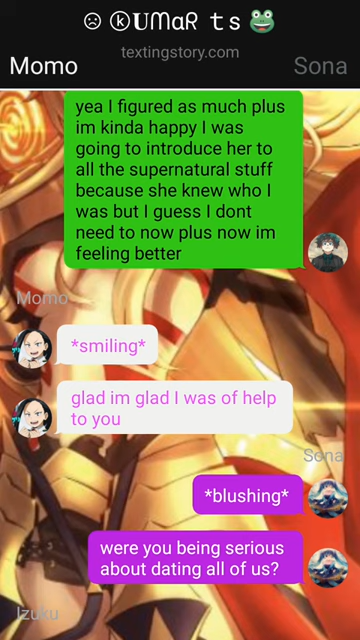 ☹ ⓚ𝐔ᗰᗩᖇ ꓔꓢ 🐸
textingstory.com
Momo Sona
yea I figured as much plus
im kinda happy I was
going to introduce her to
all the supernatural stuff
because she knew who I
was but I guess I dont
need to now plus now im
feeling better
Momo
*smiling*
glad im glad I was of help
to you
Sona
*blushing*
were you being serious
about dating all of us?
Izuku